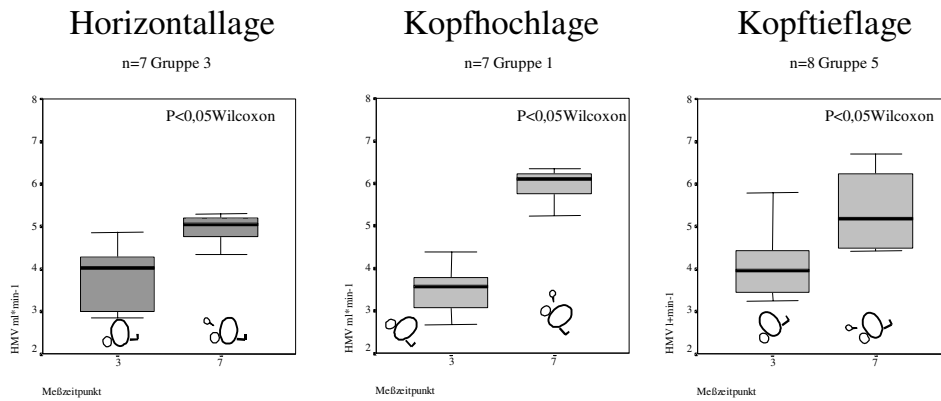 Horizontallage
n=7 Gruppe 3
P<0,05Wilcoxon
8
7
6
5
4
3
2
HMV ml*min-1
3
7
Meßzeitpunkt
Kopfhochlage
n=7 Gruppe 1
P<0,05Wilcoxon
8
7
6
5
4
3
2
HMV ml*min-1
3
7
Meßzeitpunkt
Kopftieflage
n=8 Gruppe 5
P<0,05Wilcoxon
8
7
6
5
4
3
2
HMV l+min-1
3
7
Meßzeitpunkt